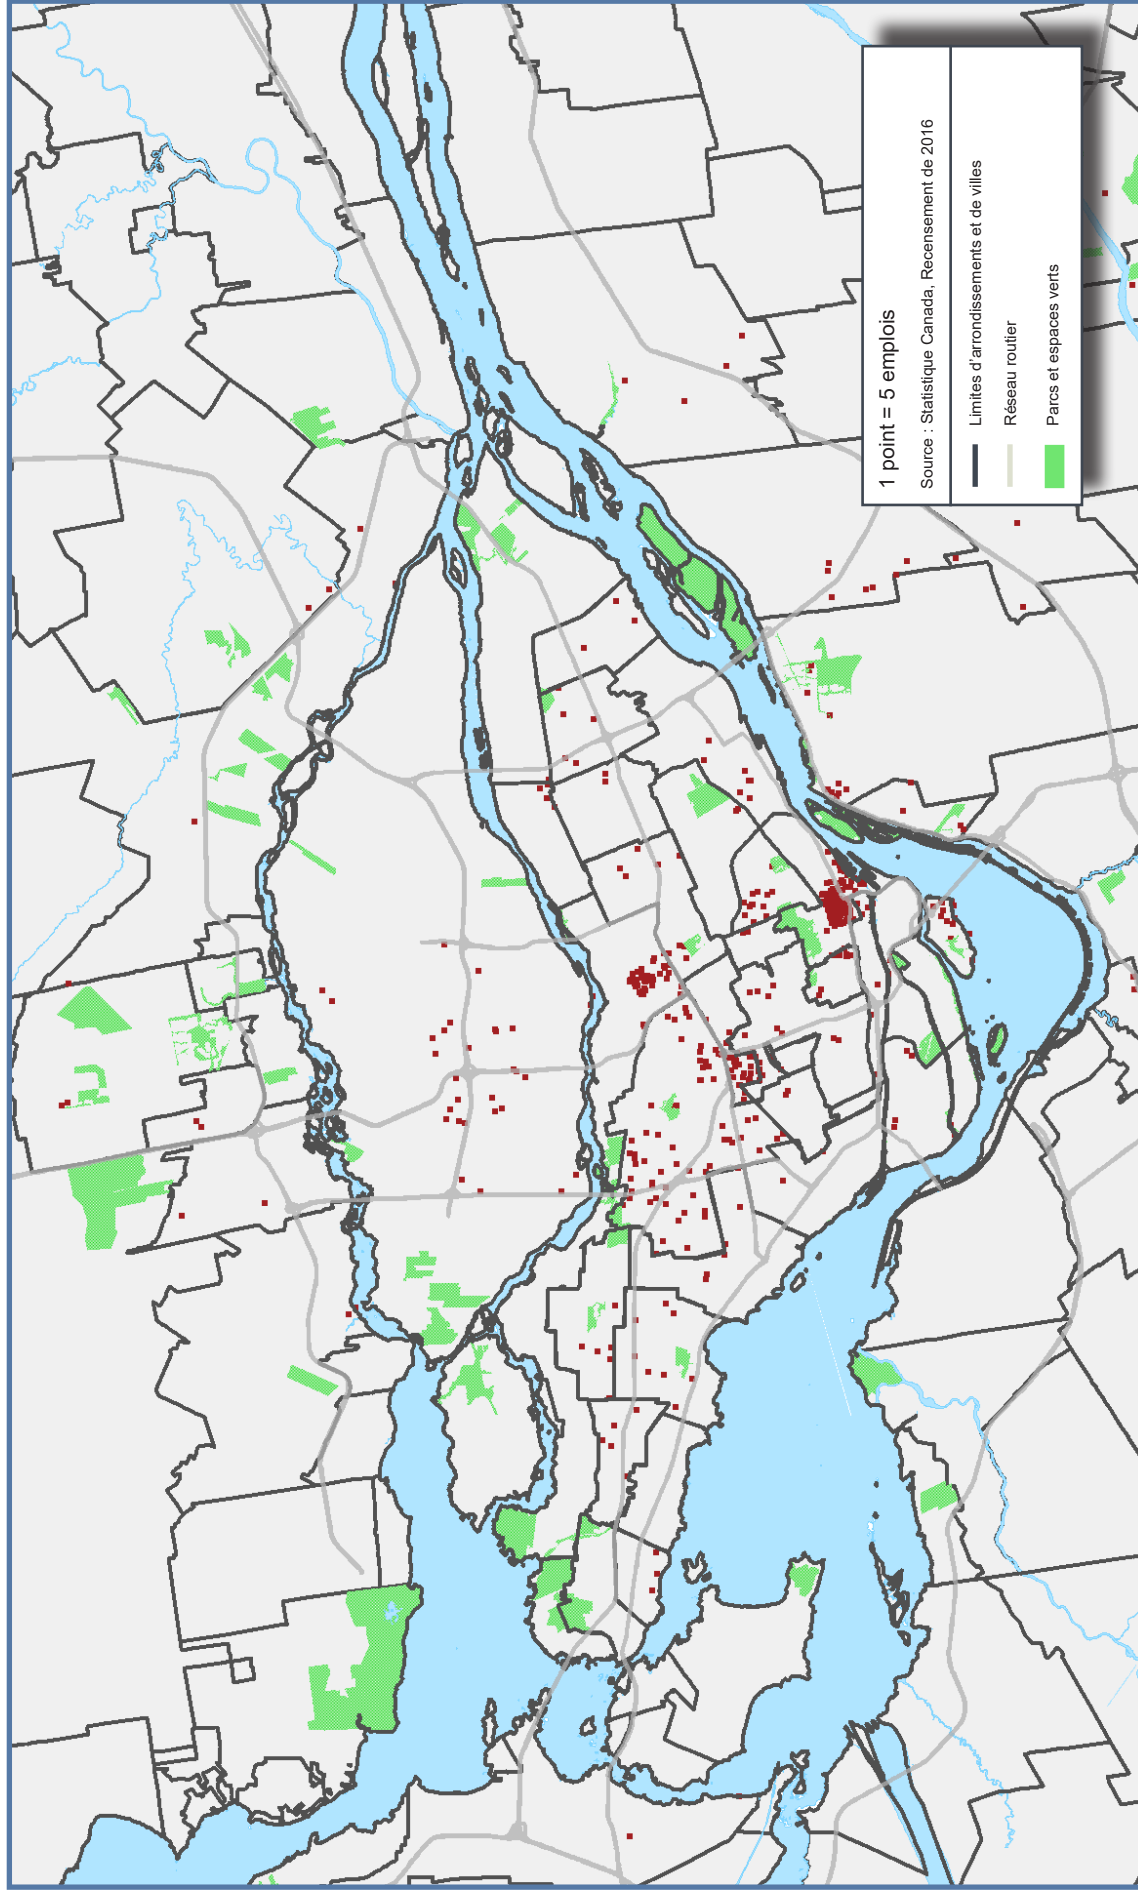 1 point = 5 emplois
Source : Statistique Canada, Recensement de 2016
Limites d'arrondissements et de villes
Réseau routier
Parcs et espaces verts